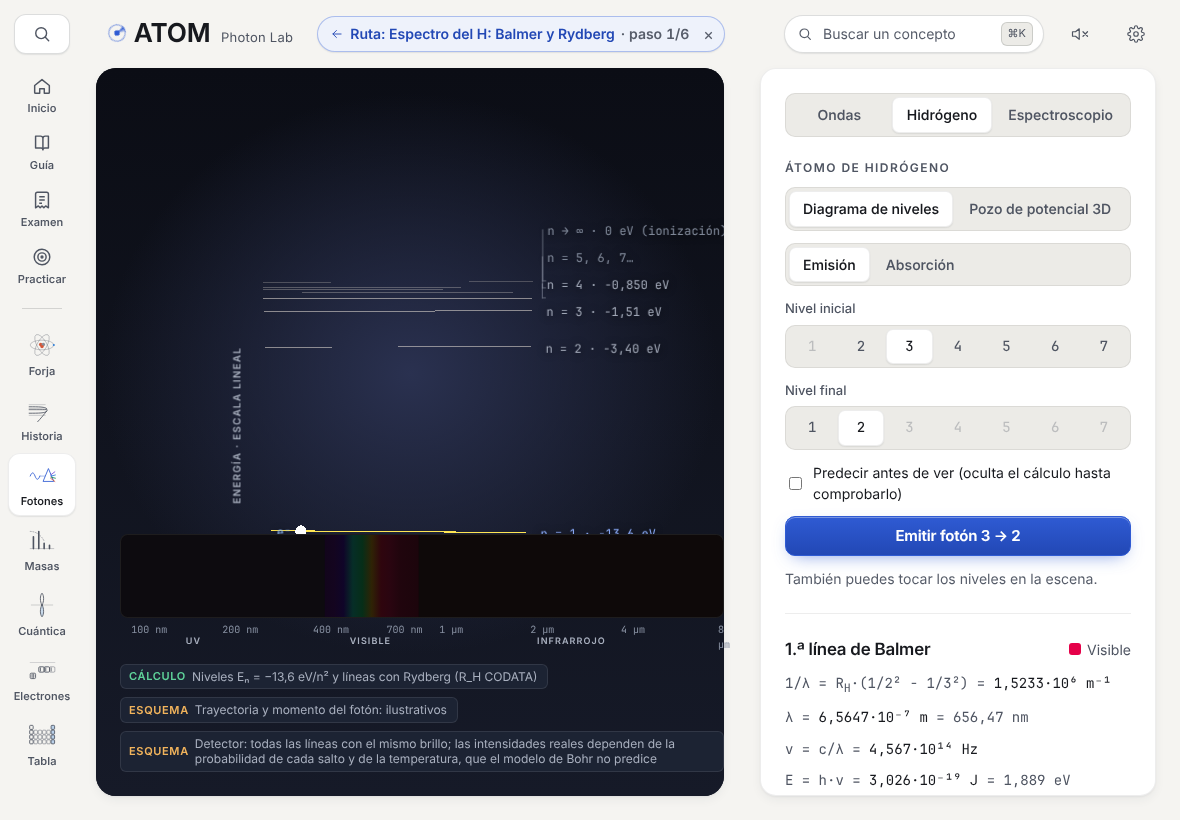 ATOM Photon Lab
← Ruta: Espectro del H: Balmer y Rydberg · paso 1/6 ×
Buscar un concepto ⌘K
Inicio
Guía
Examen
Practicar
Forja
Historia
Fotones
Masas
Cuántica
Electrones
Tabla
n → ∞ · 0 eV (ionización)
n = 5, 6, 7…
n = 4 · -0,850 eV
n = 3 · -1,51 eV
n = 2 · -3,40 eV
ENERGÍA · ESCALA LINEAL
n = 1 · -13,6 eV
100 nm 200 nm 400 nm 700 nm 1 µm 2 µm 4 µm 8 µm
UV VISIBLE INFRARROJO
CÁLCULO Niveles Eₙ = −13,6 eV/n² y líneas con Rydberg (R_H CODATA)
ESQUEMA Trayectoria y momento del fotón: ilustrativos
ESQUEMA Detector: todas las líneas con el mismo brillo; las intensidades reales dependen de la
probabilidad de cada salto y de la temperatura, que el modelo de Bohr no predice
Ondas Hidrógeno Espectroscopio
ÁTOMO DE HIDRÓGENO
Diagrama de niveles Pozo de potencial 3D
Emisión Absorción
Nivel inicial
1 2 3 4 5 6 7
Nivel final
1 2 3 4 5 6 7
Predecir antes de ver (oculta el cálculo hasta
comprobarlo)
Emitir fotón 3 → 2
También puedes tocar los niveles en la escena.
1.ª línea de Balmer Visible
1/λ = R_H·(1/2² - 1/3²) = 1,5233·10⁶ m⁻¹
λ = 6,5647·10⁻⁷ m = 656,47 nm
ν = c/λ = 4,567·10¹⁴ Hz
E = h·ν = 3,026·10⁻¹⁹ J = 1,889 eV